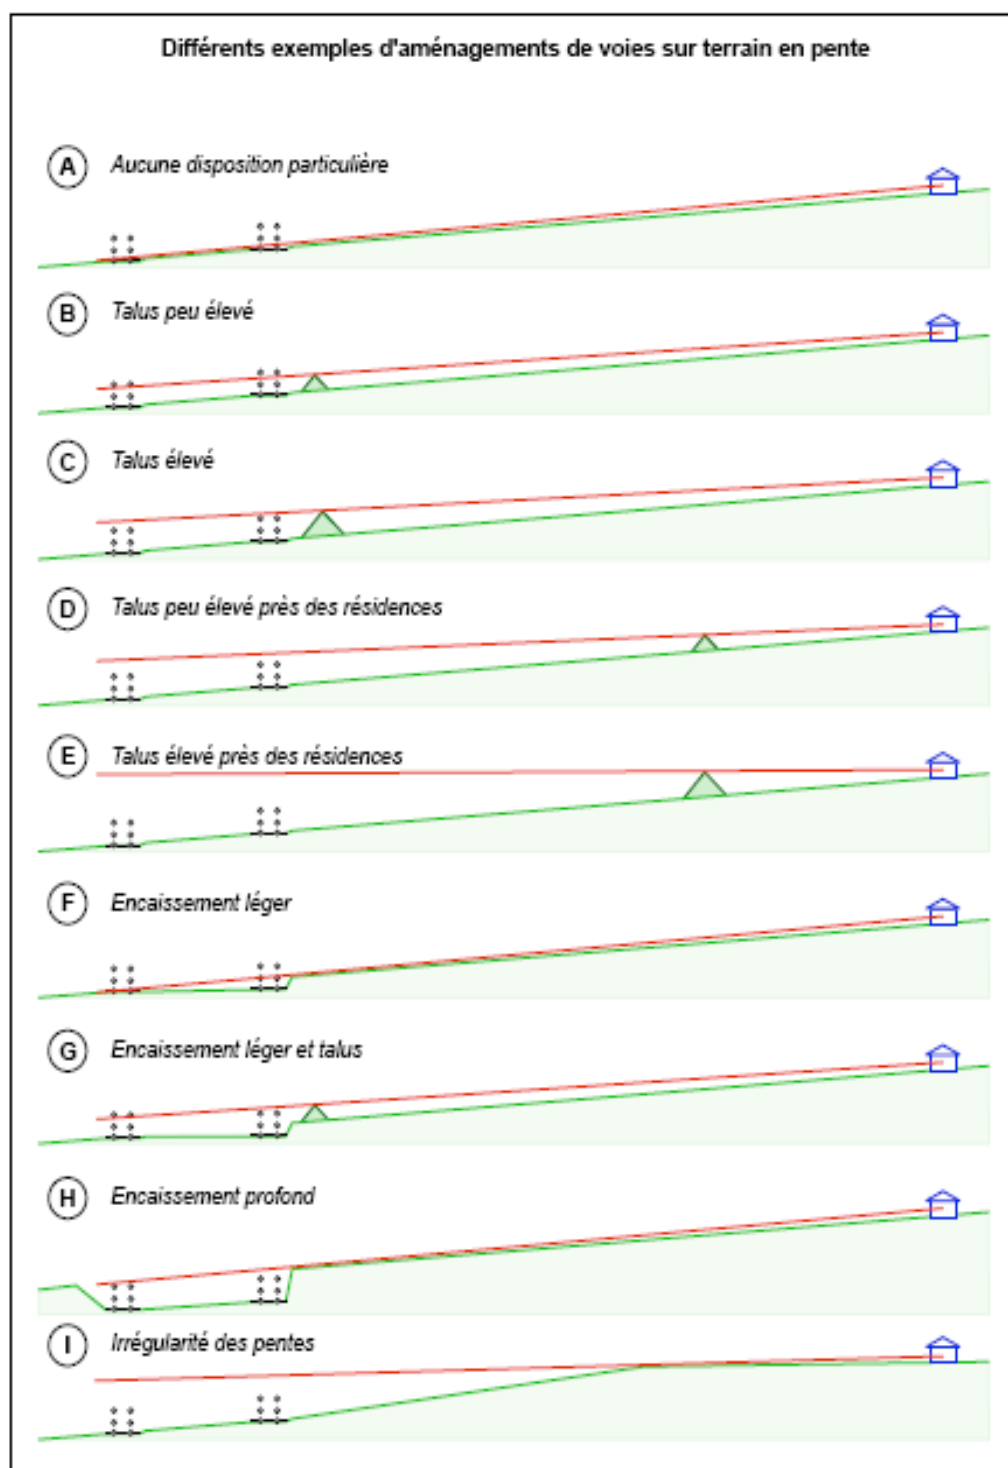 Différents exemples d'aménagements de voies sur terrain en pente
A Aucune disposition particulière
B Talus peu élevé
C Talus élevé
D Talus peu élevé près des résidences
E Talus élevé près des résidences
F Encaissement léger
G Encaissement léger et talus
H Encaissement profond
I Irrégularité des pentes